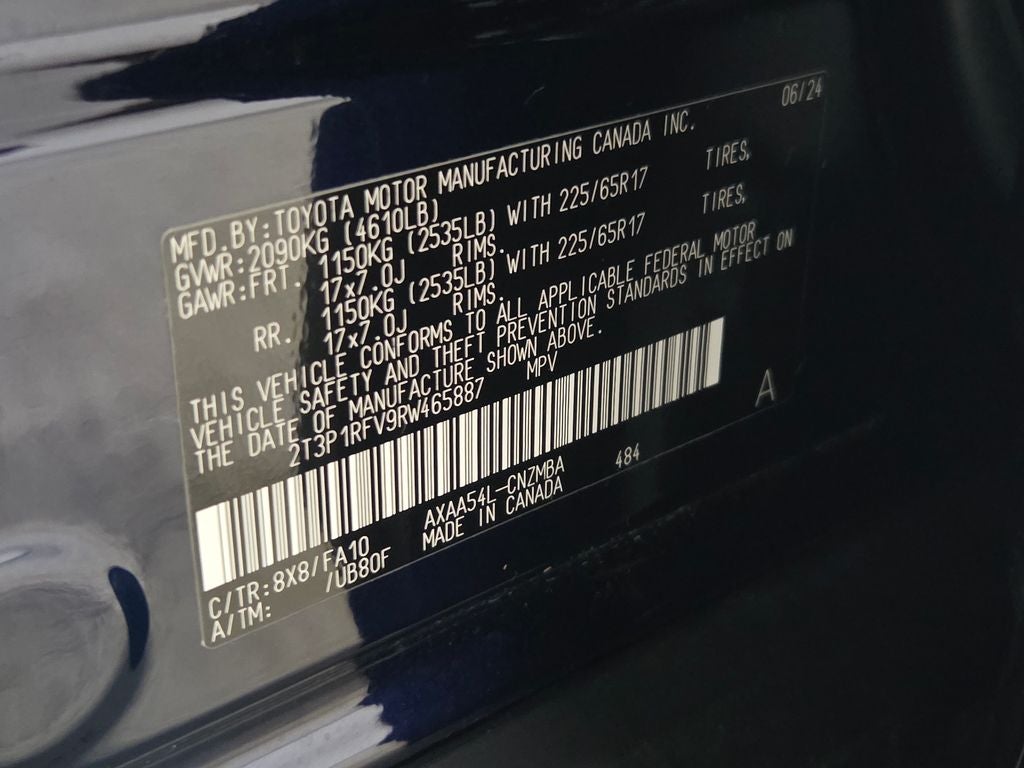 06/24
MFD.BY:TOYOTA MOTOR MANUFACTURING CANADA INC.
GVWR:2090KG (4610LB)
GAWR:FRT. 1150KG (2535LB) WITH 225/65R17 TIRES,
17x7.0J RIMS.
RR. 1150KG (2535LB) WITH 225/65R17 TIRES,
17x7.0J RIMS.
THIS VEHICLE CONFORMS TO ALL APPLICABLE FEDERAL MOTOR
VEHICLE SAFETY AND THEFT PREVENTION STANDARDS IN EFFECT ON
THE DATE OF MANUFACTURE SHOWN ABOVE.
2T3P1RFV9RW465887 MPV
A
AXAA54L-CNZMBA 484
MADE IN CANADA
C/TR:8X8/FA10
A/TM: /UB80F